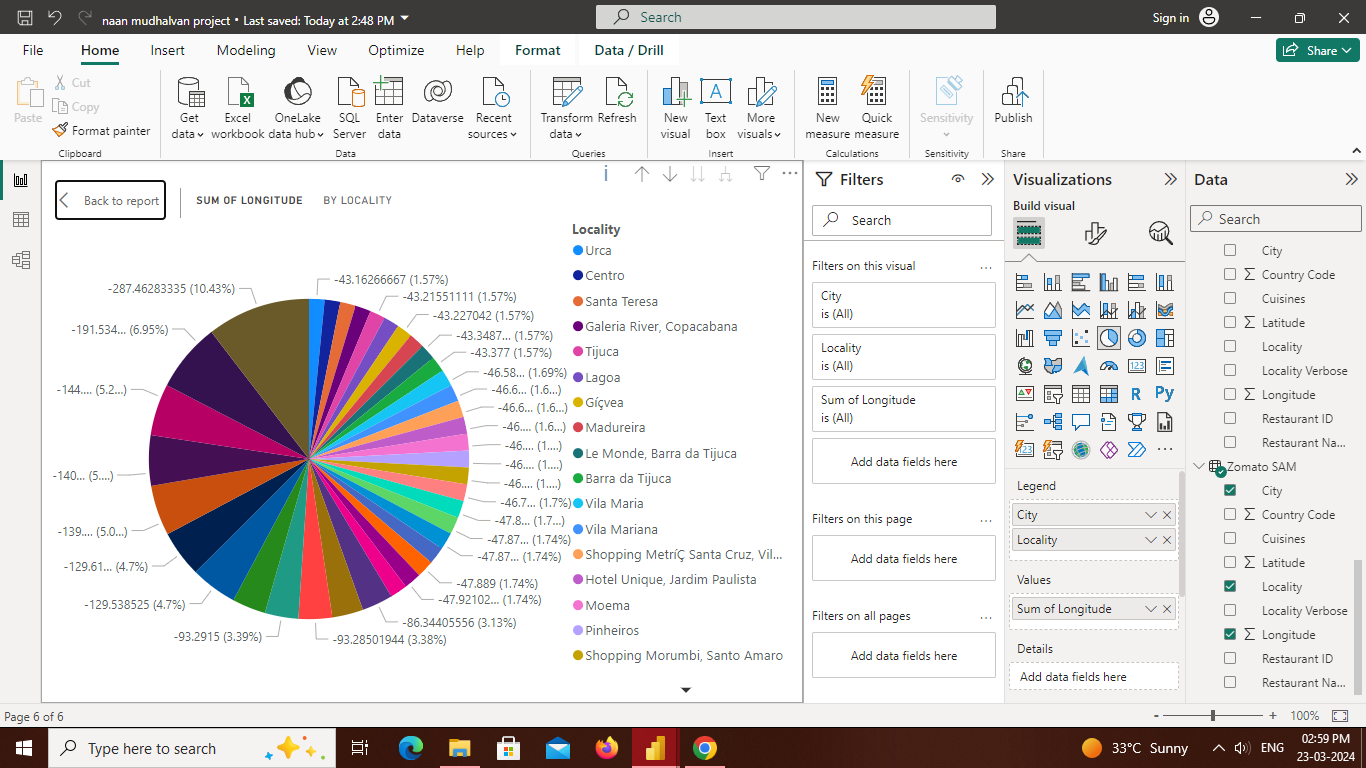 naan mudhalvan project • Last saved: Today at 2:48 PM
Search
Sign in
File
Home
Insert
Modeling
View
Optimize
Help
Format
Data / Drill
Share
Paste
Cut
Copy
Format painter
Clipboard
Get data
Excel workbook
OneLake data hub
SQL Server
Enter data
Dataverse
Recent sources
Data
Transform data
Refresh
Queries
New visual
Text box
More visuals
Insert
New measure
Quick measure
Calculations
Sensitivity
Sensitivity
Publish
Share
Back to report
SUM OF LONGITUDE
BY LOCALITY
-287.46283335 (10.43%)
-191.534... (6.95%)
-144.... (5.2...)
-140... (5....)
-139.... (5.0...)
-129.61... (4.7%)
-129.538525 (4.7%)
-93.2915 (3.39%)
-43.16266667 (1.57%)
-43.21551111 (1.57%)
-43.227042 (1.57%)
-43.3487... (1.57%)
-43.377 (1.57%)
-46.58... (1.69%)
-46.6... (1.6...)
-46.6... (1.6...)
-46.... (1.6...)
-46.... (1....)
-46.... (1....)
-46.... (1....)
-46.7... (1.7%)
-47.8... (1.7...)
-47.87... (1.74%)
-47.87... (1.74%)
-47.889 (1.74%)
-47.92102... (1.74%)
-86.34405556 (3.13%)
-93.28501944 (3.38%)
Locality
Urca
Centro
Santa Teresa
Galeria River, Copacabana
Tijuca
Lagoa
Gíçvea
Madureira
Le Monde, Barra da Tijuca
Barra da Tijuca
Vila Maria
Vila Mariana
Shopping MetríÇ Santa Cruz, Vil...
Hotel Unique, Jardim Paulista
Moema
Pinheiros
Shopping Morumbi, Santo Amaro
Filters
Search
Filters on this visual
City
is (All)
Locality
is (All)
Sum of Longitude
is (All)
Add data fields here
Filters on this page
Add data fields here
Filters on all pages
Add data fields here
Visualizations
Build visual
123
R
Py
123
Legend
City
Locality
Values
Sum of Longitude
Details
Add data fields here
Data
Search
City
Country Code
Cuisines
Latitude
Locality
Locality Verbose
Longitude
Restaurant ID
Restaurant Na...
Zomato SAM
City
Country Code
Cuisines
Latitude
Locality
Locality Verbose
Longitude
Restaurant ID
Restaurant Na...
Page 6 of 6
- + 100%
Type here to search
33°C Sunny
ENG
02:59 PM
23-03-2024